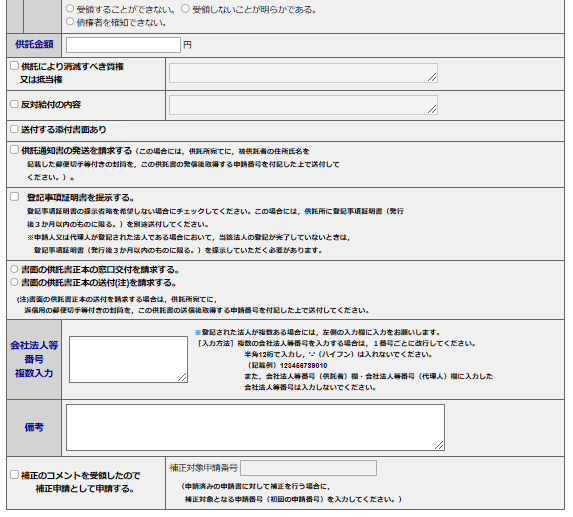 受領することができない。 受領しないことが明らかである。
債権者を確知できない。
供託金額 円
供託により消滅すべき質権
又は抵当権
反対給付の内容
送付する添付書面あり
供託通知書の発送を請求する（この場合には，供託所宛てに，被供託者の住所氏名を
記載した郵便切手等付きの封筒を，この供託書の発信後取得する申請番号を付記した上で送付して
ください。）。
登記事項証明書を提示する。
登記事項証明書の提示省略を希望しない場合にチェックしてください。この場合には，供託所に登記事項証明書（発行
後３か月以内のものに限る。）を別途送付してください。
※申請人又は代理人が登記された法人である場合において，当該法人の登記が完了していないときは，
登記事項証明書（発行後３か月以内のものに限る。）を提示していただく必要があります。
書面の供託書正本の窓口交付を請求する。
書面の供託書正本の送付(注)を請求する。
(注)書面の供託書正本の送付を請求する場合は，供託所宛てに，
返信用の郵便切手等付きの封筒を，この供託書の送信後取得する申請番号を付記した上で送付してください。
会社法人等
番号
複数入力
※登記された法人が複数ある場合には，左側の入力欄に入力をお願いします。
［入力方法］複数の会社法人等番号を入力する場合は，１番号ごとに改行してください。
半角12桁で入力し，"-"（ハイフン）は入れないでください。
（記載例）123456789010
また，会社法人等番号（供託者）欄・会社法人等番号（代理人）欄に入力した
会社法人等番号は入力しないでください。
備考
補正のコメントを受領したので
補正申請として申請する。
補正対象申請番号
（申請済みの申請書に対して補正を行う場合に，
補正対象となる申請番号（初回の申請番号）を入力してください。）